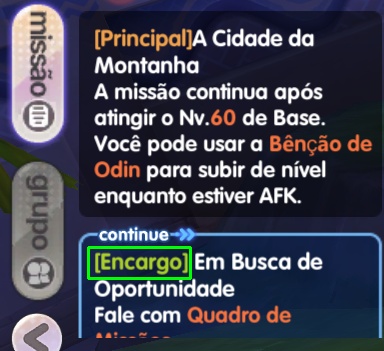 missão
[Principal]A Cidade da
Montanha
A missão continua após
atingir o Nv.60 de Base.
Você pode usar a Bênção de
Odin para subir de nível
enquanto estiver AFK.
grupo
continue
[Encargo] Em Busca de
Oportunidade
Fale com Quadro de
Missões